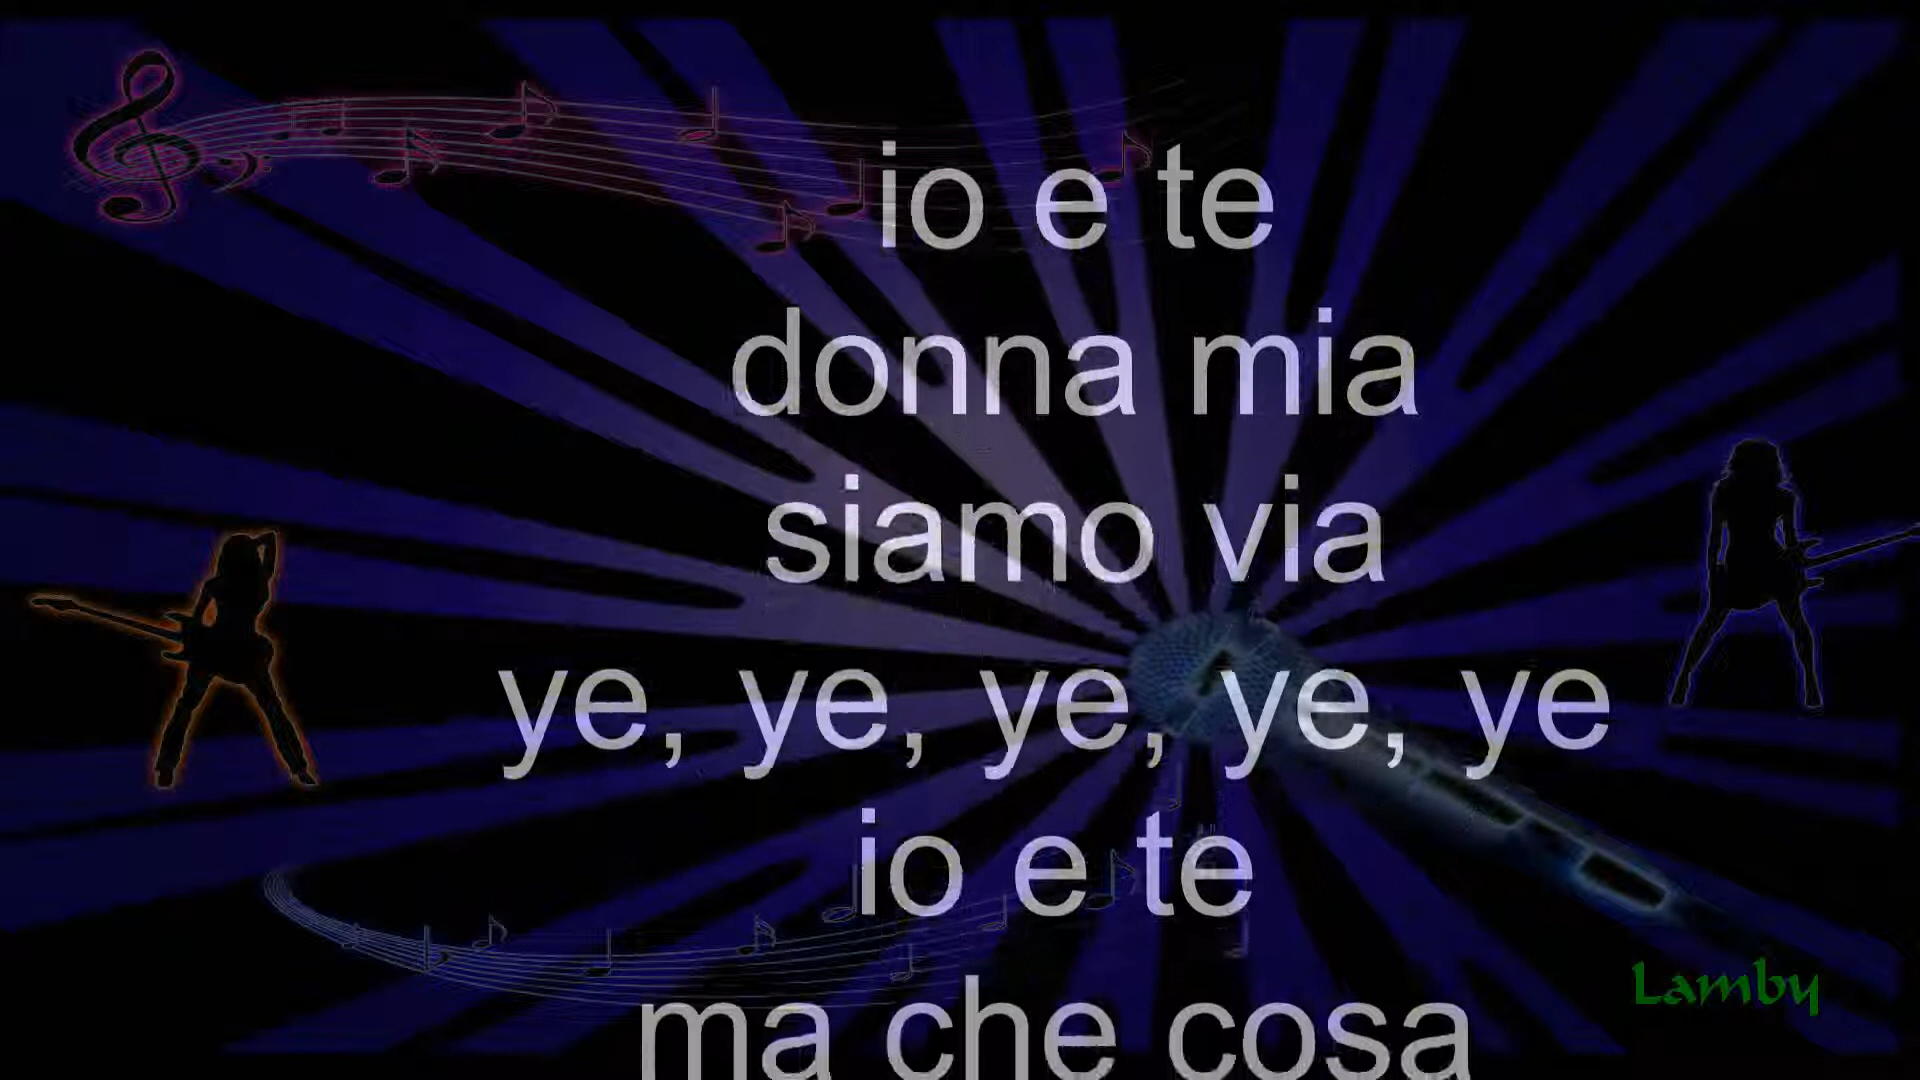 io e te
donna mia
siamo via
ye, ye, ye, ye, ye
io e te
ma che cosa
Lamby